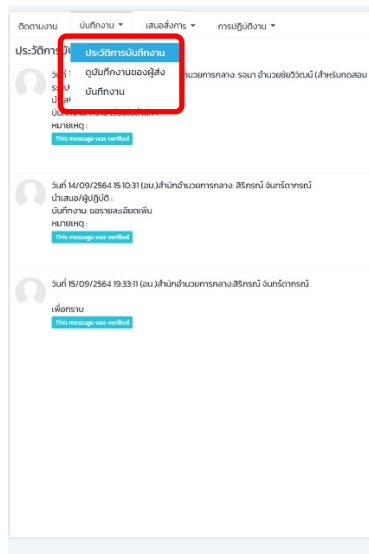 ติดตามงาน บันทึกงาน เสนอสั่งการ การปฏิบัติงาน
ประวัติการบันทึกงาน
ดูบันทึกงานของผู้ส่ง
บันทึกงาน
ประวัติการบั
วันที่ 1 ำนวยการกลาง: รจนา อำนวยชัยวิวัฒน์ (สำหรับทดสอบ
หมายเหตุ :
This message was verified
วันที่ 14/09/2564 15:10:31 (อบ.)สำนักอำนวยการกลาง: สิริกรณ์ จันทร์ดากรณ์
นำเสนอ/ผู้ปฏิบัติ :
บันทึกงาน: ขอรายละเอียดเพิ่ม
หมายเหตุ :
This message was verified
วันที่ 15/09/2564 19:33:11 (อบ.)สำนักอำนวยการกลาง:สิริกรณ์ จันทร์ดากรณ์
เพื่อทราบ
This message was verified